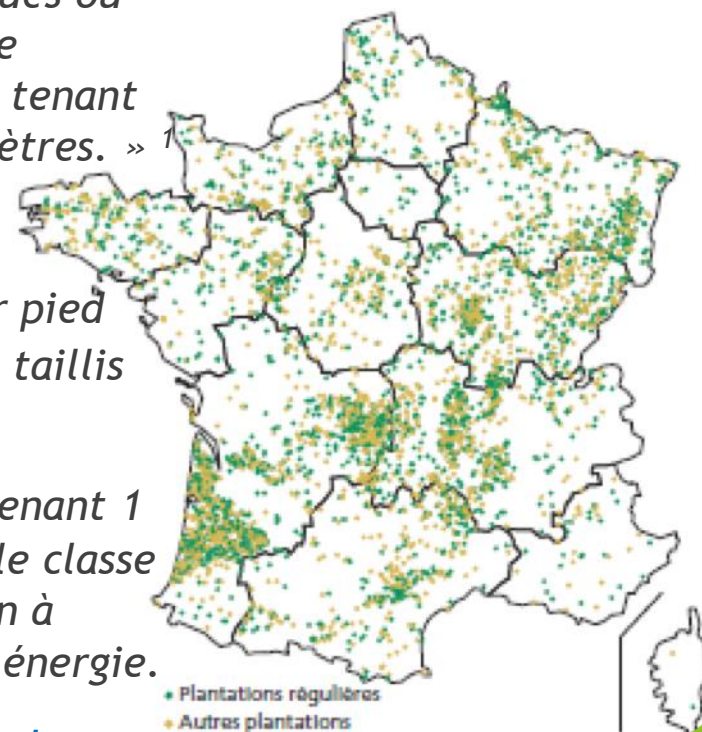 tenant
ètres. » 1
r pied
taillis
enant 1
le classe
n à
énergie.
• Plantations régulières
• Autres plantations